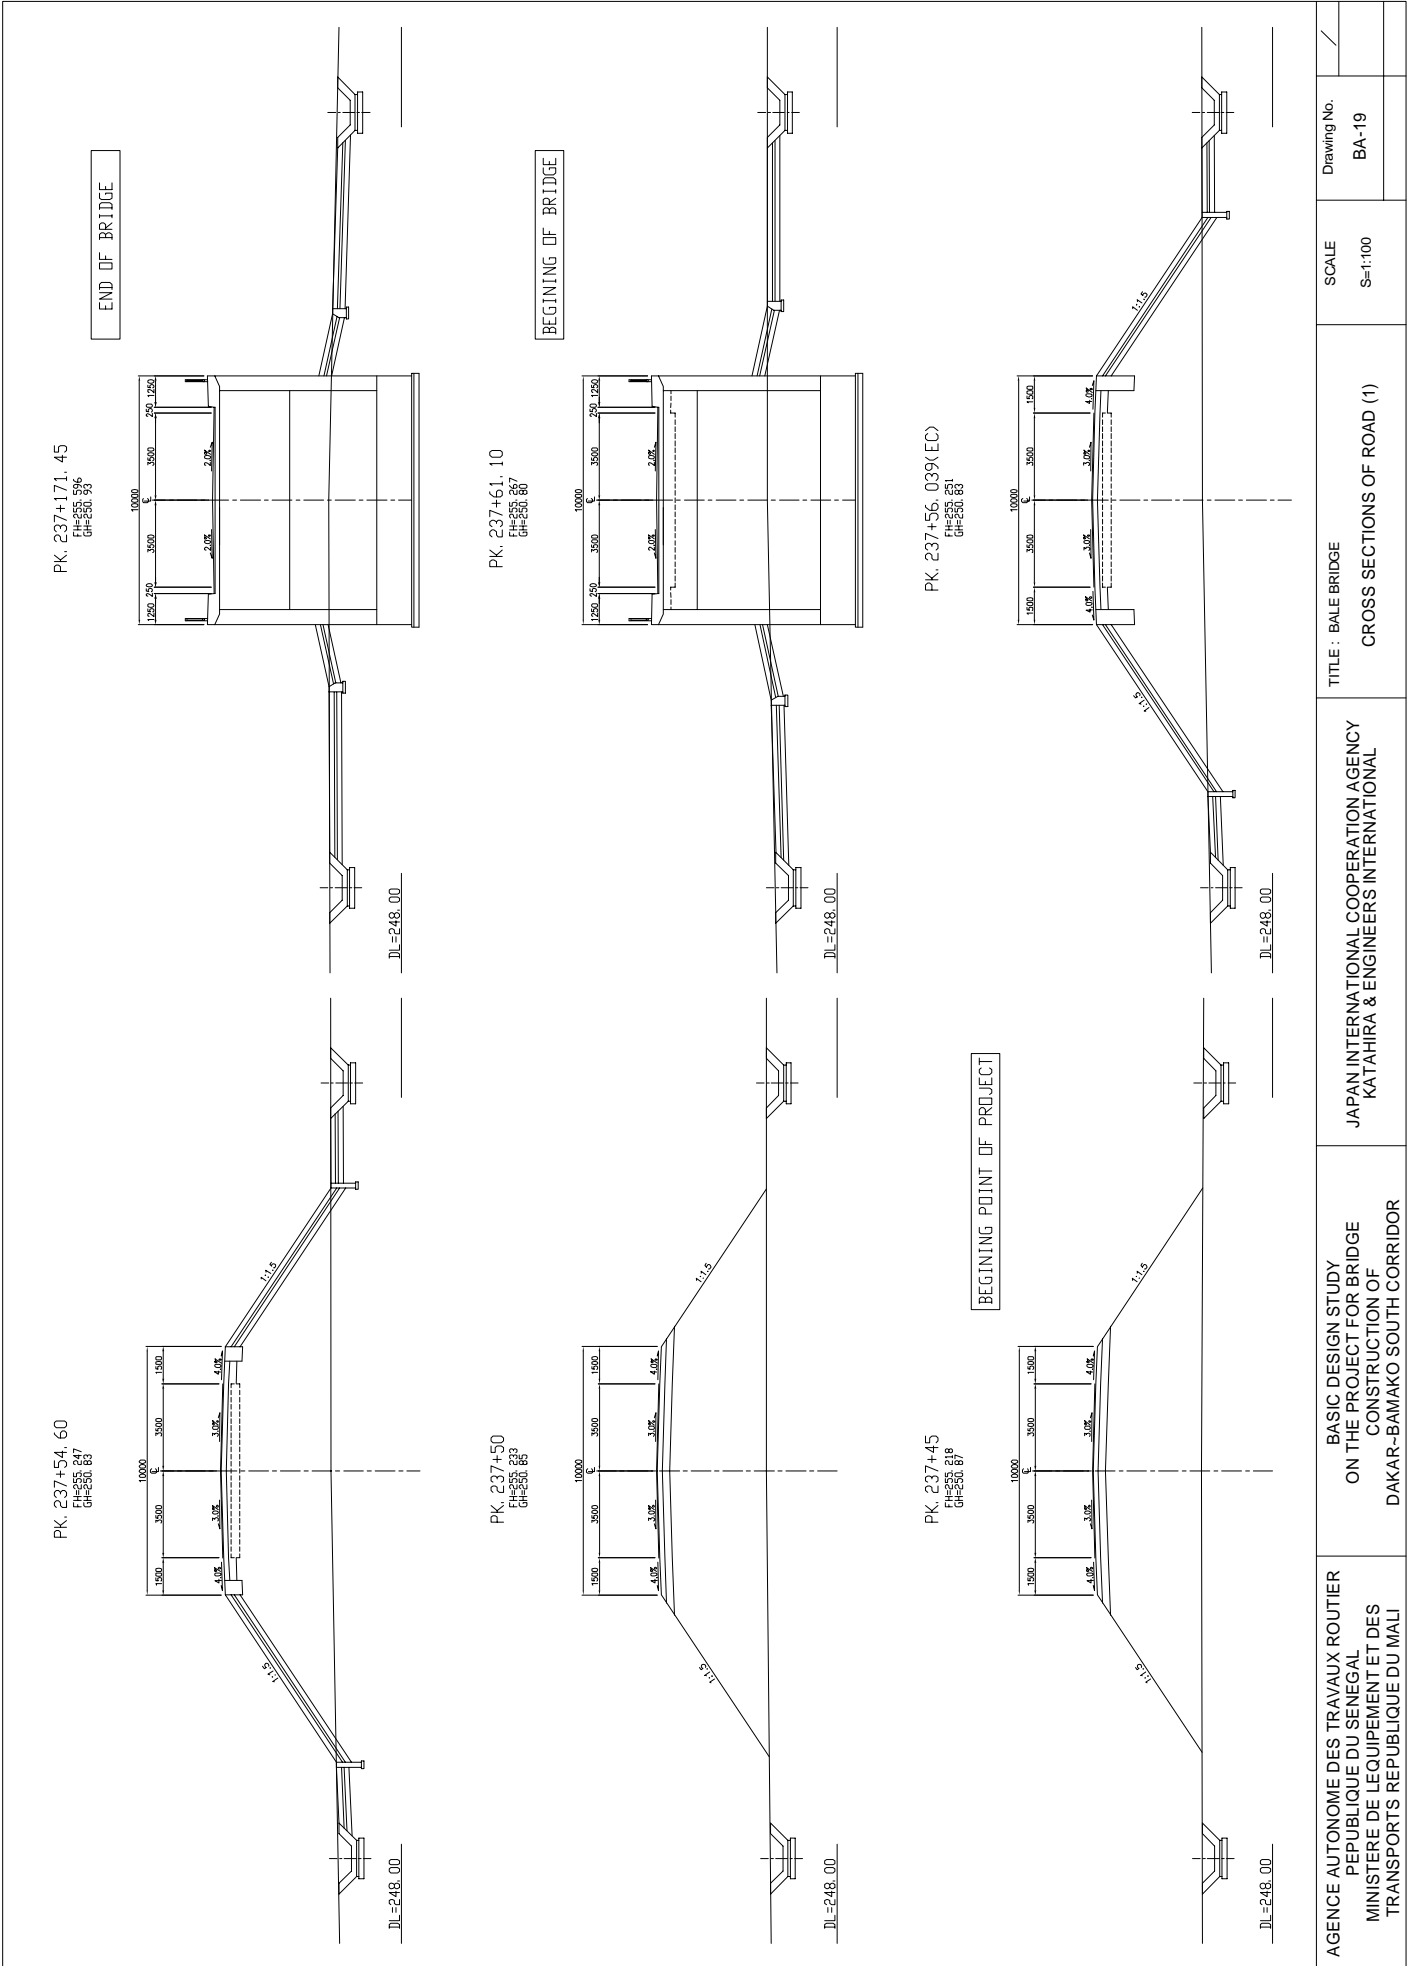 PK. 237+54. 60
FH=255. 247
GH=250. 83
10000
1500 3500 3500 1500
4.0% 3.0% 3.0% 4.0%
1:1.5 1:1.5
DL=248. 00
PK. 237+50
FH=255. 233
GH=250. 85
10000
1500 3500 3500 1500
4.0% 3.0% 3.0% 4.0%
1:1.5 1:1.5
PK. 237+45
FH=255. 218
GH=250. 87
BEGINING POINT OF PROJECT
10000
1500 3500 3500 1500
4.0% 3.0% 3.0% 4.0%
1:1.5 1:1.5
DL=248. 00
PK. 237+171. 45
FH=255. 596
GH=250. 93
END OF BRIDGE
10000
1250 250 3500 3500 250 1250
2.0% 2.0%
DL=248. 00
PK. 237+61. 10
FH=255. 267
GH=250. 80
BEGINING OF BRIDGE
10000
1250 250 3500 3500 250 1250
2.0% 2.0%
DL=248. 00
PK. 237+56. 039(EC)
FH=255. 251
GH=250. 83
10000
1500 3500 3500 1500
4.0% 3.0% 3.0% 4.0%
1:1.5 1:1.5
DL=248. 00
AGENCE AUTONOME DES TRAVAUX ROUTIER
PEPUBLIQUE DU SENEGAL
MINISTERE DE LEQUIPEMENT ET DES
TRANSPORTS REPUBLIQUE DU MALI
BASIC DESIGN STUDY
ON THE PROJECT FOR BRIDGE
CONSTRUCTION OF
DAKAR~BAMAKO SOUTH CORRIDOR
JAPAN INTERNATIONAL COOPERATION AGENCY
KATAHIRA & ENGINEERS INTERNATIONAL
TITLE : BALE BRIDGE
CROSS SECTIONS OF ROAD (1)
SCALE
S=1:100
Drawing No.
BA-19
/